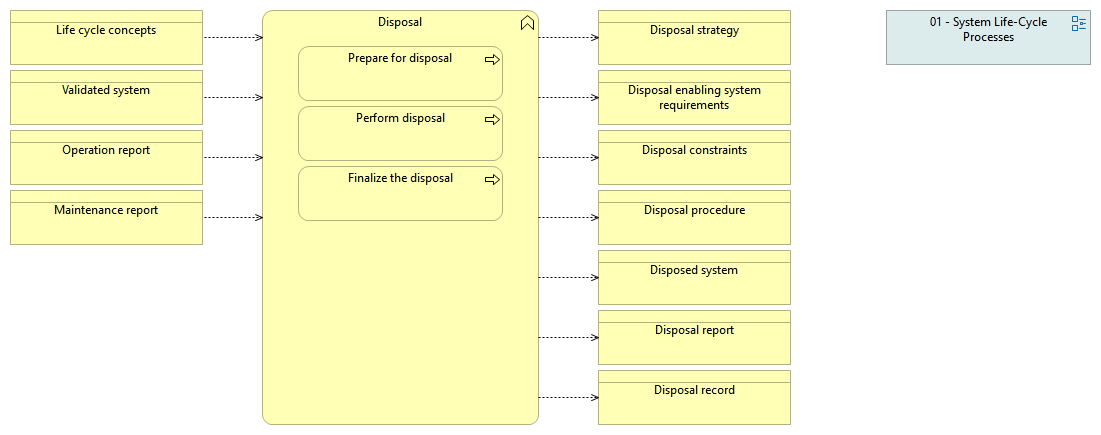 Life cycle concepts
Validated system
Operation report
Maintenance report
Disposal
Prepare for disposal
Perform disposal
Finalize the disposal
Disposal strategy
Disposal enabling system
requirements
Disposal constraints
Disposal procedure
Disposed system
Disposal report
Disposal record
01 - System Life-Cycle
Processes